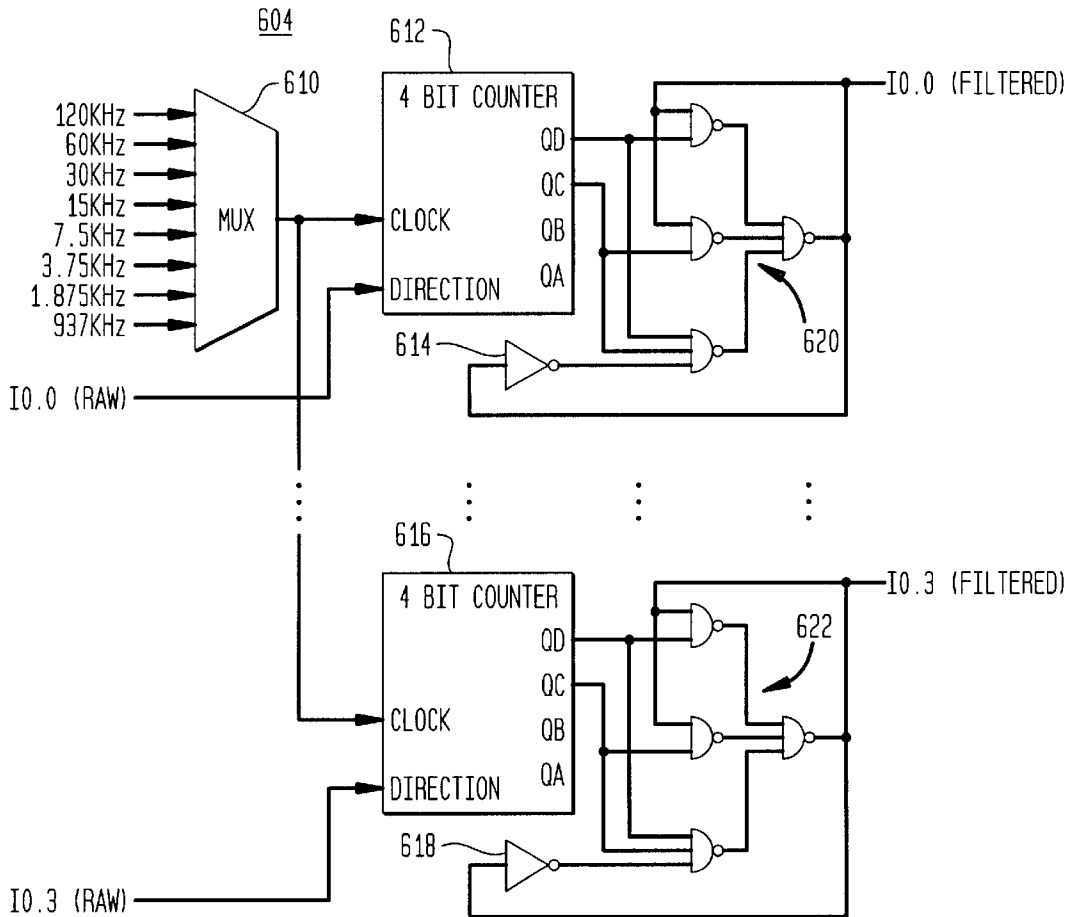 604
610
120KHz
60KHz
30KHz
15KHz
7.5KHz
3.75KHz
1.875KHz
937KHz
MUX
I0.0 (RAW)
612
4 BIT COUNTER
QD
QC
QB
QA
CLOCK
DIRECTION
614
620
I0.0 (FILTERED)
616
4 BIT COUNTER
QD
QC
QB
QA
CLOCK
DIRECTION
618
622
I0.3 (FILTERED)
I0.3 (RAW)